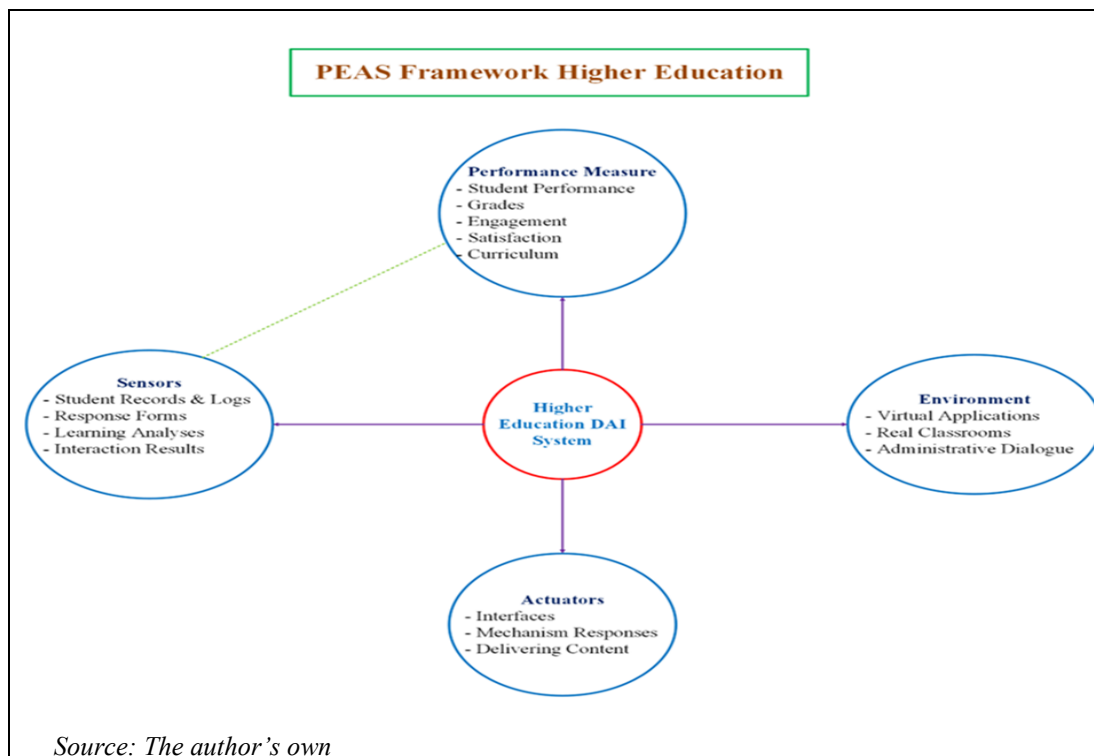 PEAS Framework Higher Education
Performance Measure
- Student Performance
- Grades
- Engagement
- Satisfaction
- Curriculum
Sensors
- Student Records & Logs
- Response Forms
- Learning Analyses
- Interaction Results
Higher
Education DAI
System
Environment
- Virtual Applications
- Real Classrooms
- Administrative Dialogue
Actuators
- Interfaces
- Mechanism Responses
- Delivering Content
Source: The author's own